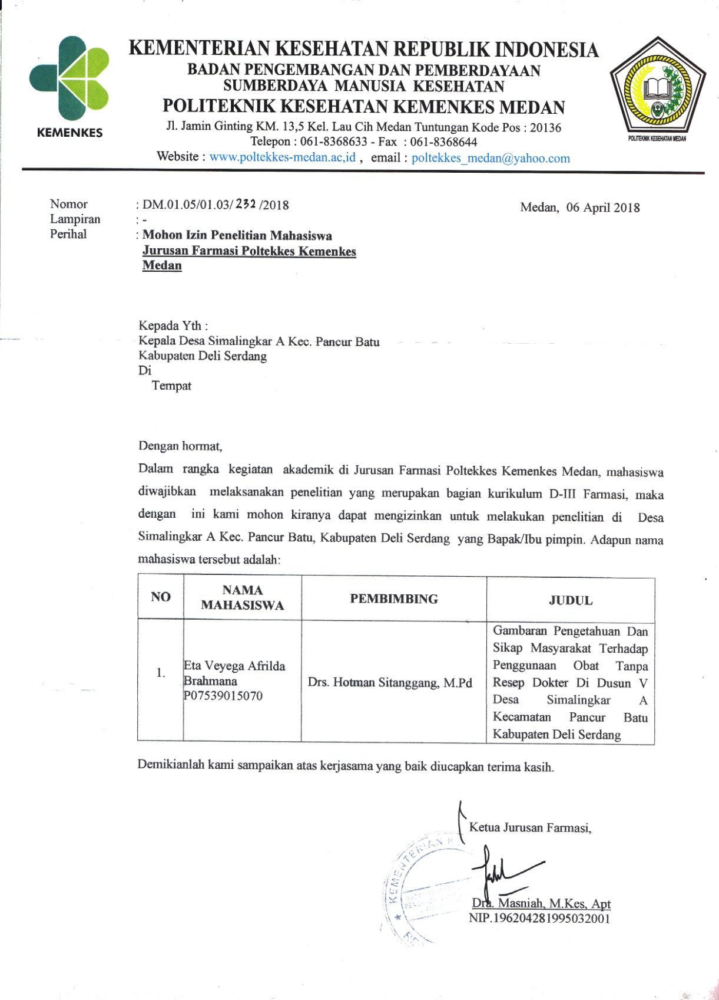 KEMENTERIAN KESEHATAN REPUBLIK INDONESIA
BADAN PENGEMBANGAN DAN PEMBERDAYAAN
SUMBERDAYA MANUSIA KESEHATAN
POLITEKNIK KESEHATAN KEMENKES MEDAN
Jl. Jamin Ginting KM. 13,5 Kel. Lau Cih Medan Tuntungan Kode Pos : 20136
Telepon : 061-8368633 - Fax : 061-8368644
Website : www.poltekkes-medan.ac,id , email : poltekkes_medan@yahoo.com
KEMENKES
POLITEKNIK KESEHATAN MEDAN
Nomor : DM.01.05/01.03/232/2018
Medan, 06 April 2018
Lampiran : -
Perihal : Mohon Izin Penelitian Mahasiswa
Jurusan Farmasi Poltekkes Kemenkes
Medan
Kepada Yth :
Kepala Desa Simalingkar A Kec. Pancur Batu
Kabupaten Deli Serdang
Di
Tempat
Dengan hormat,
Dalam rangka kegiatan akademik di Jurusan Farmasi Poltekkes Kemenkes Medan, mahasiswa
diwajibkan melaksanakan penelitian yang merupakan bagian kurikulum D-III Farmasi, maka
dengan ini kami mohon kiranya dapat mengizinkan untuk melakukan penelitian di Desa
Simalingkar A Kec. Pancur Batu, Kabupaten Deli Serdang yang Bapak/Ibu pimpin. Adapun nama
mahasiswa tersebut adalah:
NO
NAMA
MAHASISWA
PEMBIMBING
JUDUL
1.
Eta Veyega Afrilda
Brahmana
P07539015070
Drs. Hotman Sitanggang, M.Pd
Gambaran Pengetahuan Dan
Sikap Masyarakat Terhadap
Penggunaan Obat Tanpa
Resep Dokter Di Dusun V
Desa Simalingkar A
Kecamatan Pancur Batu
Kabupaten Deli Serdang
Demikianlah kami sampaikan atas kerjasama yang baik diucapkan terima kasih.
Ketua Jurusan Farmasi,
KEMENTERIAN
Dra. Masniah, M.Kes, Apt
NIP.196204281995032001